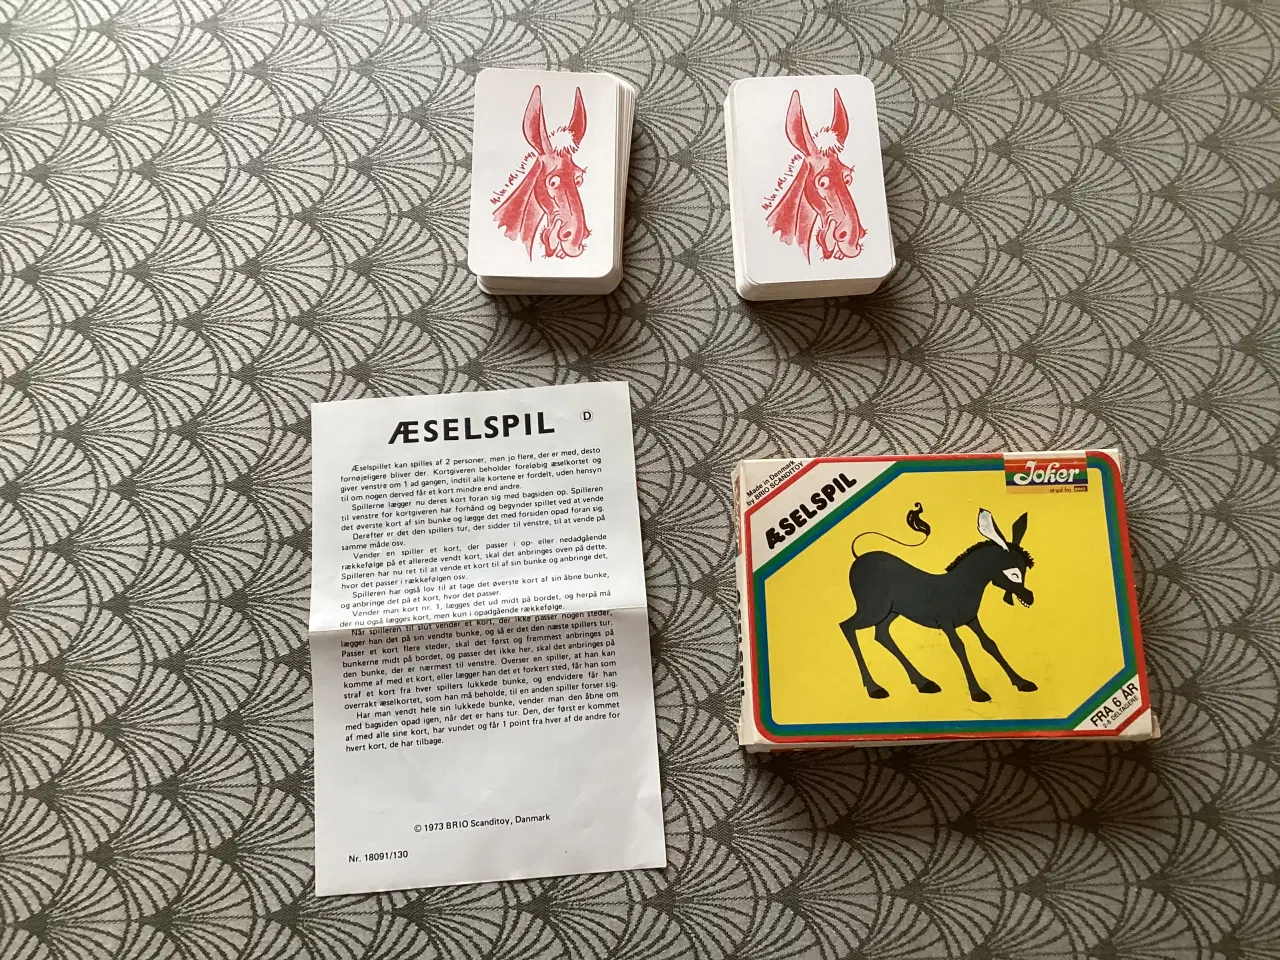 ÆSELSPIL D
Æselspillet kan spilles af 2 personer, men jo flere, der er med, desto
fornøjeligere bliver der. Kortgiveren beholder foreløbig æselkortet og
giver venstre om 1 ad gangen, indtil alle kortene er fordelt, uden hensyn
til om nogen derved får et kort mindre end andre.
Spillerne lægger nu deres kort foran sig med bagsiden op. Spilleren
til venstre for kortgiveren har forhånd og begynder spillet ved at vende
det øverste kort af sin bunke og lægge det med forsiden opad foran sig.
Derefter er det den spillers tur, der sidder til venstre, til at vende på
samme måde osv.
Vender en spiller et kort, der passer i op- eller nedadgående
rækkefølge på et allerede vendt kort, skal det anbringes oven på dette.
Spilleren har nu ret til at vende et kort til af sin bunke og anbringe det,
hvor det passer i rækkefølgen osv.
Spilleren har også lov til at tage det øverste kort af sin åbne bunke,
og anbringe det på et kort, hvor det passer.
Vender man kort nr. 1, lægges det ud midt på bordet, og herpå må
der nu også lægges kort, men kun i opadgående rækkefølge.
Når spilleren til slut vender et kort, der ikke passer nogen steder,
lægger han det på sin vendte bunke, og så er det den næste spillers tur.
Passer et kort flere steder, skal det først og fremmest anbringes på
bunkerne midt på bordet, og passer det ikke her, skal det anbringes på
den bunke, der er nærmest til venstre. Overser en spiller, at han kan
komme af med et kort, eller lægger han det et forkert sted, får han som
straf et kort fra hver spillers lukkede bunke, og endvidere får han
overrakt æselkortet, som han må beholde, til en anden spiller forser sig.
Har man vendt hele sin lukkede bunke, vender man den åbne om
med bagsiden opad igen, når det er hans tur. Den, der først er kommet
af med alle sine kort, har vundet og får 1 point fra hver af de andre for
hvert kort, de har tilbage.
© 1973 BRIO Scanditoy, Danmark
Nr. 18091/130
Made in Danmark
by BRIO SCANDITOY
ÆSELSPIL
Joker
et spil fra BRIO
FRA 6 ÅR
2-8 DELTAGERE